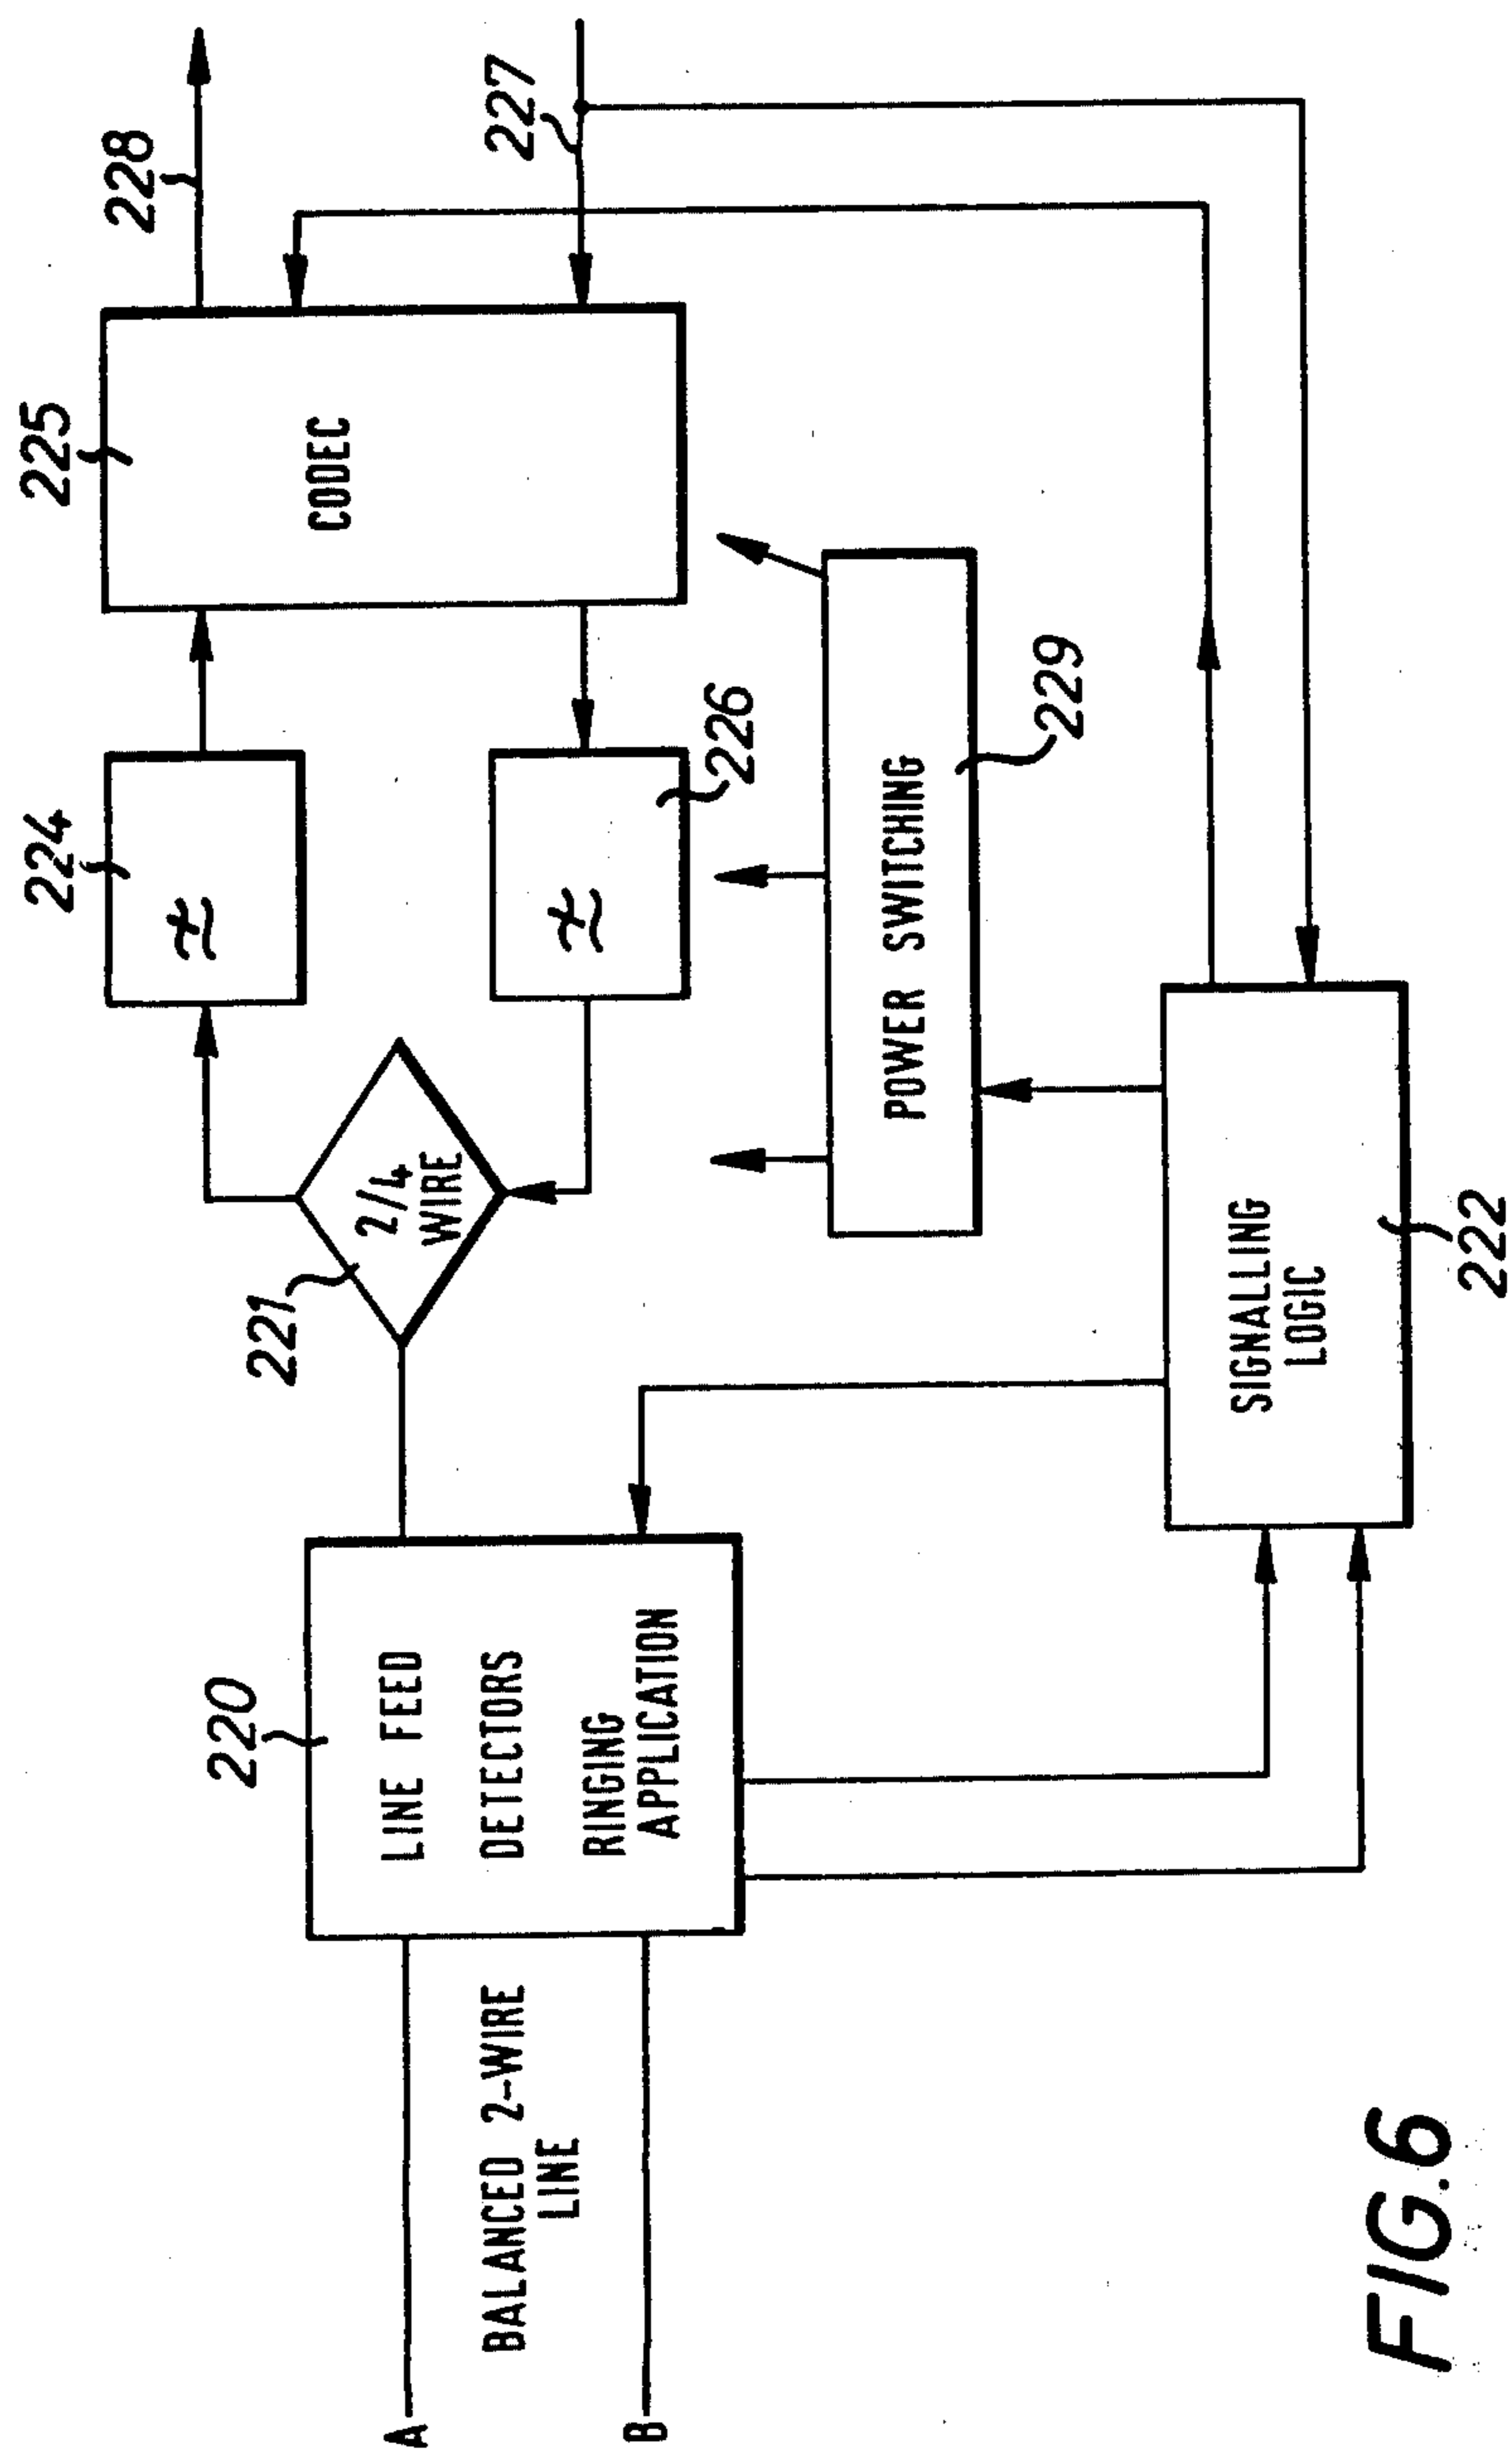 228
227
225
CODEC
224
226
229
POWER SWITCHING
221
2/4
WIRE
220
LINE FEED
DETECTORS
RINGING
APPLICATION
SIGNALLING
LOGIC
222
A
BALANCED 2-WIRE
LINE
B
FIG.6